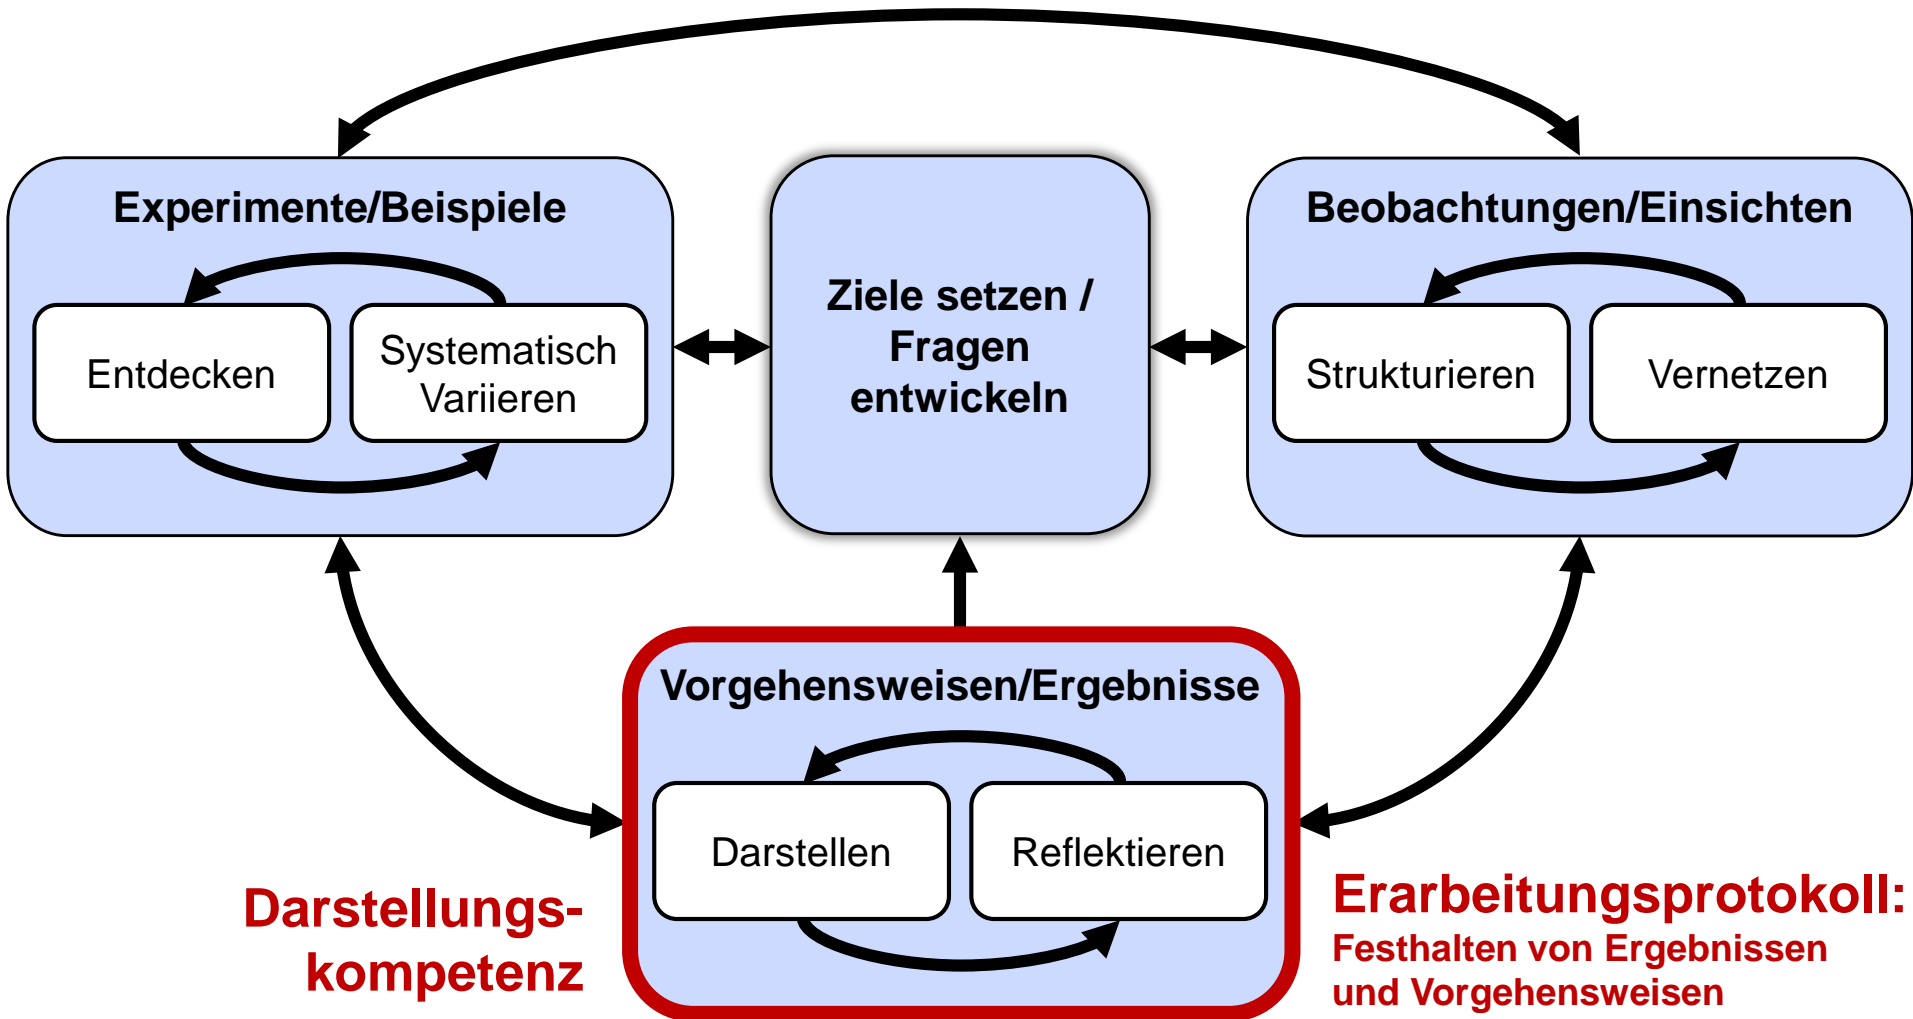 Experimente/Beispiele
Entdecken
Systematisch
Variieren
Ziele setzen /
Fragen
entwickeln
Beobachtungen/Einsichten
Strukturieren
Vernetzen
Vorgehensweisen/Ergebnisse
Darstellen
Reflektieren
Darstellungs-
kompetenz
Erarbeitungsprotokoll:
Festhalten von Ergebnissen
und Vorgehensweisen